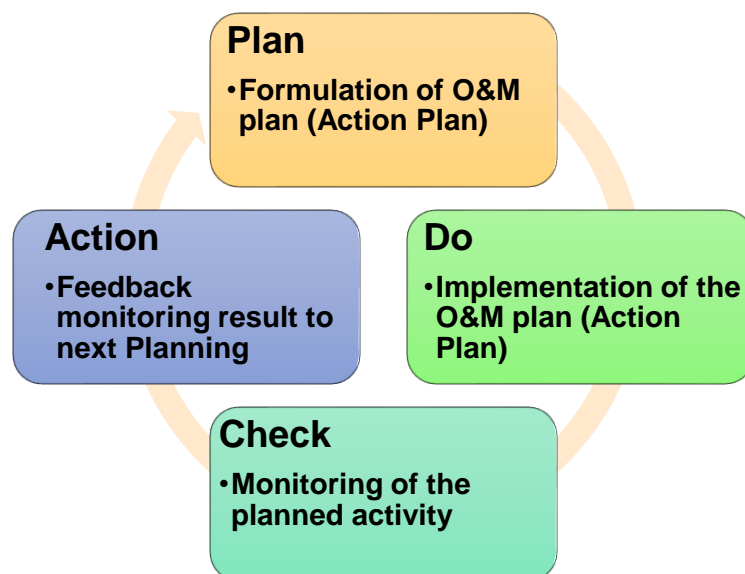 Plan
•Formulation of O&M
plan (Action Plan)
Action
•Feedback
monitoring result to
next Planning
Do
•Implementation of the
O&M plan (Action
Plan)
Check
•Monitoring of the
planned activity